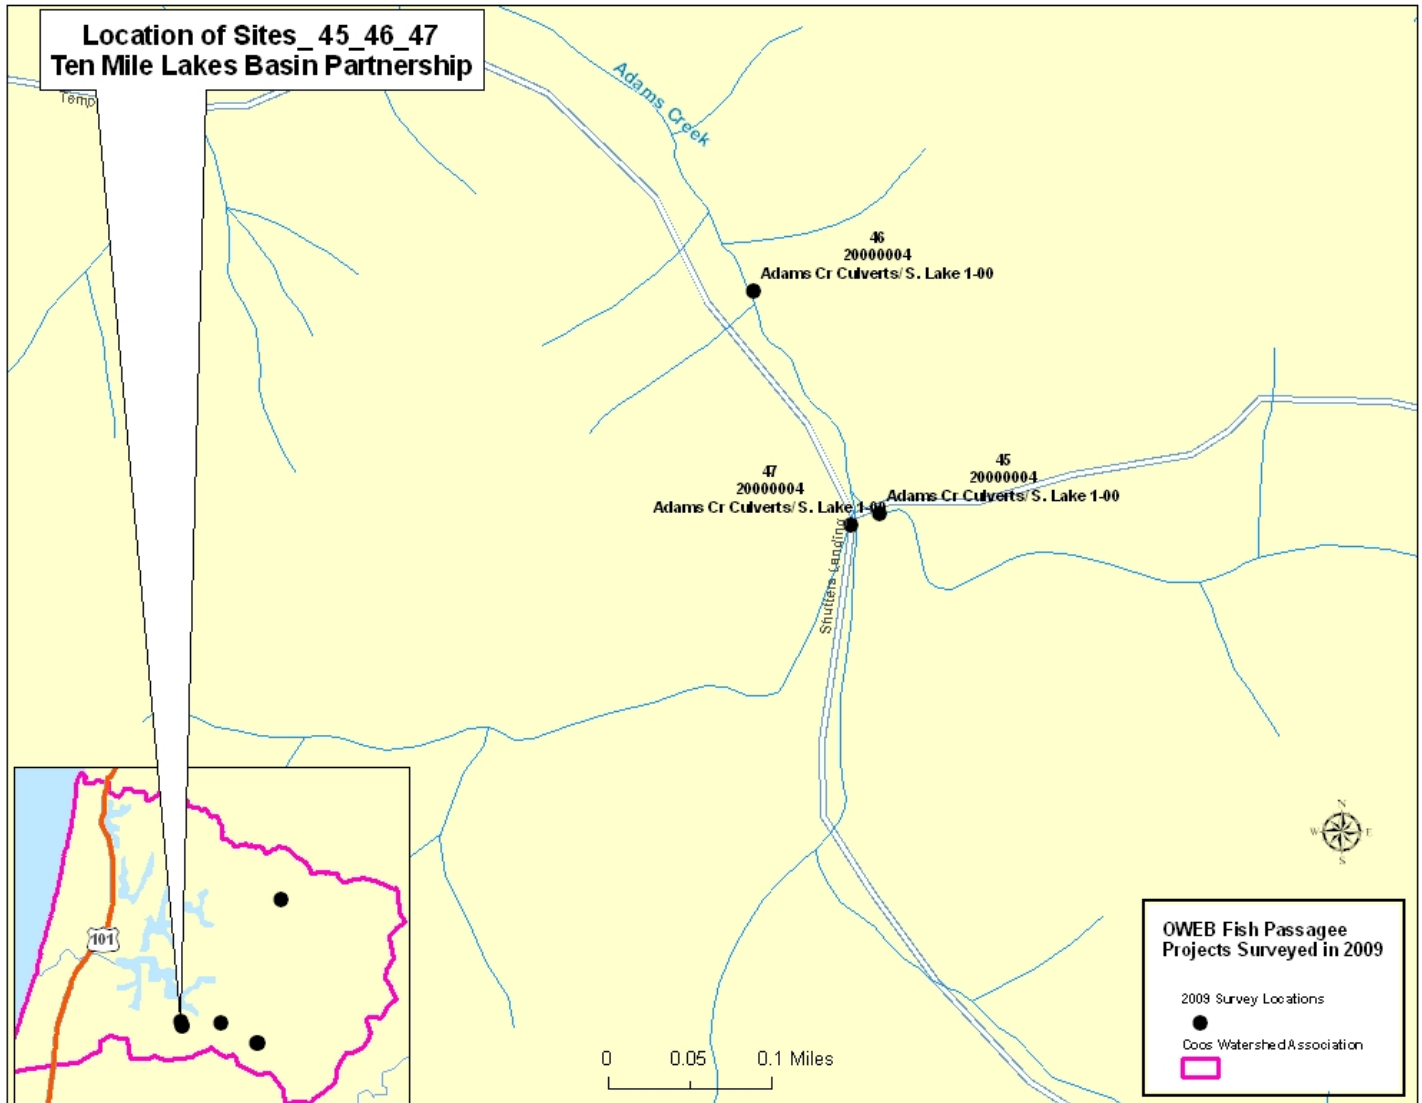 Location of Sites_ 45_46_47
Ten Mile Lakes Basin Partnership
Temp
Adams Creek
46
20000004
Adams Cr Culverts/ S. Lake 1-00
47
20000004
Adams Cr Culverts/ S. Lake 1-00
45
20000004
Adams Cr Culverts/ S. Lake 1-00
Shutters Landing
101
N
W
E
S
0 0.05 0.1 Miles
OWEB Fish Passagee
Projects Surveyed in 2009
2009 Survey Locations
Coos Watershed Association